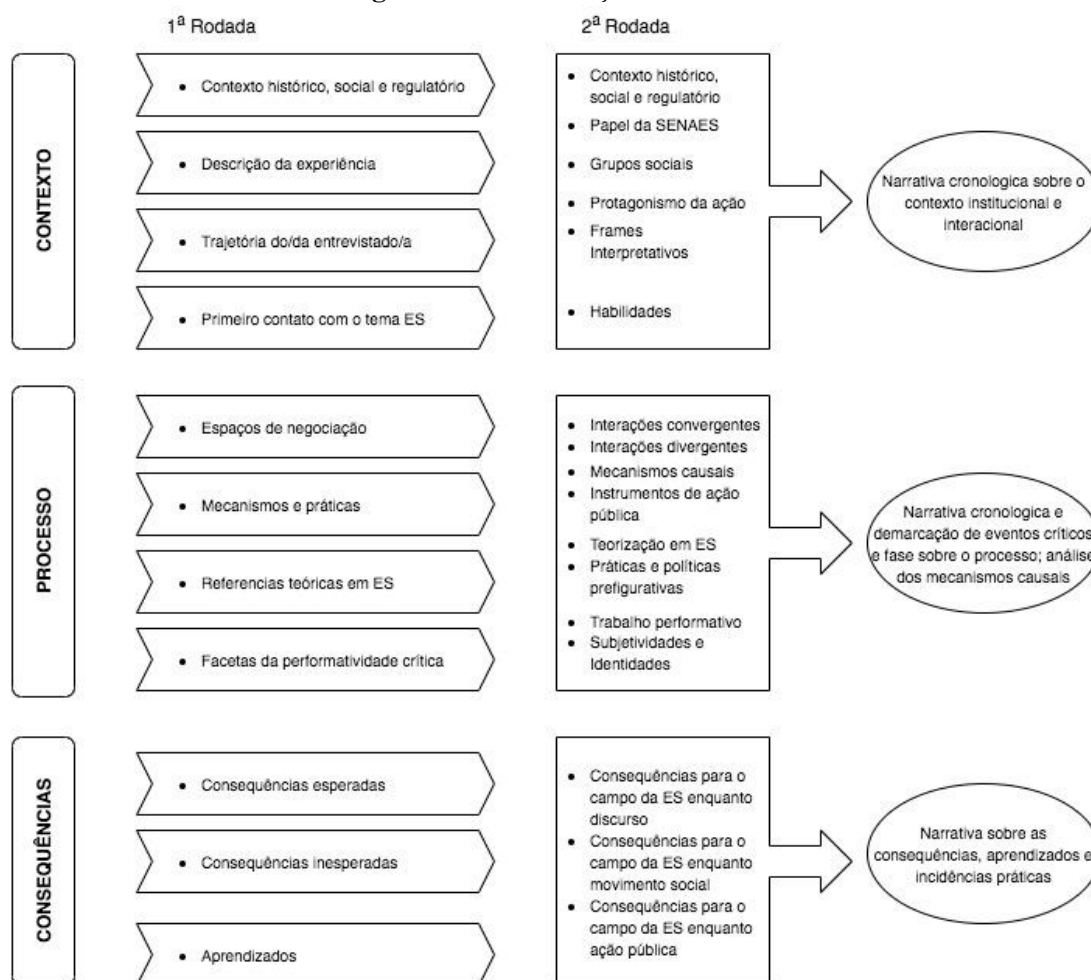 1ª Rodada
2ª Rodada
CONTEXTO
• Contexto histórico, social e regulatório
• Descrição da experiência
• Trajetória do/da entrevistado/a
• Primeiro contato com o tema ES
• Contexto histórico,
social e regulatório
• Papel da SENAES
• Grupos sociais
• Protagonismo da ação
• Frames
Interpretativos
• Habilidades
Narrativa cronologica sobre o
contexto institucional e
interacional
PROCESSO
• Espaços de negociação
• Mecanismos e práticas
• Referencias teóricas em ES
• Facetas da performatividade crítica
• Interações convergentes
• Interações divergentes
• Mecanismos causais
• Instrumentos de ação
pública
• Teorização em ES
• Práticas e políticas
prefigurativas
• Trabalho performativo
• Subjetividades e
Identidades
Narrativa cronologica e
demarcação de eventos críticos
e fase sobre o processo; análise
dos mecanismos causais
CONSEQUÊNCIAS
• Consequências esperadas
• Consequências inesperadas
• Aprendizados
• Consequências para o
campo da ES enquanto
discurso
• Consequências para o
campo da ES enquanto
movimento social
• Consequências para o
campo da ES enquanto
ação pública
Narrativa sobre as
consequências, aprendizados e
incidências práticas